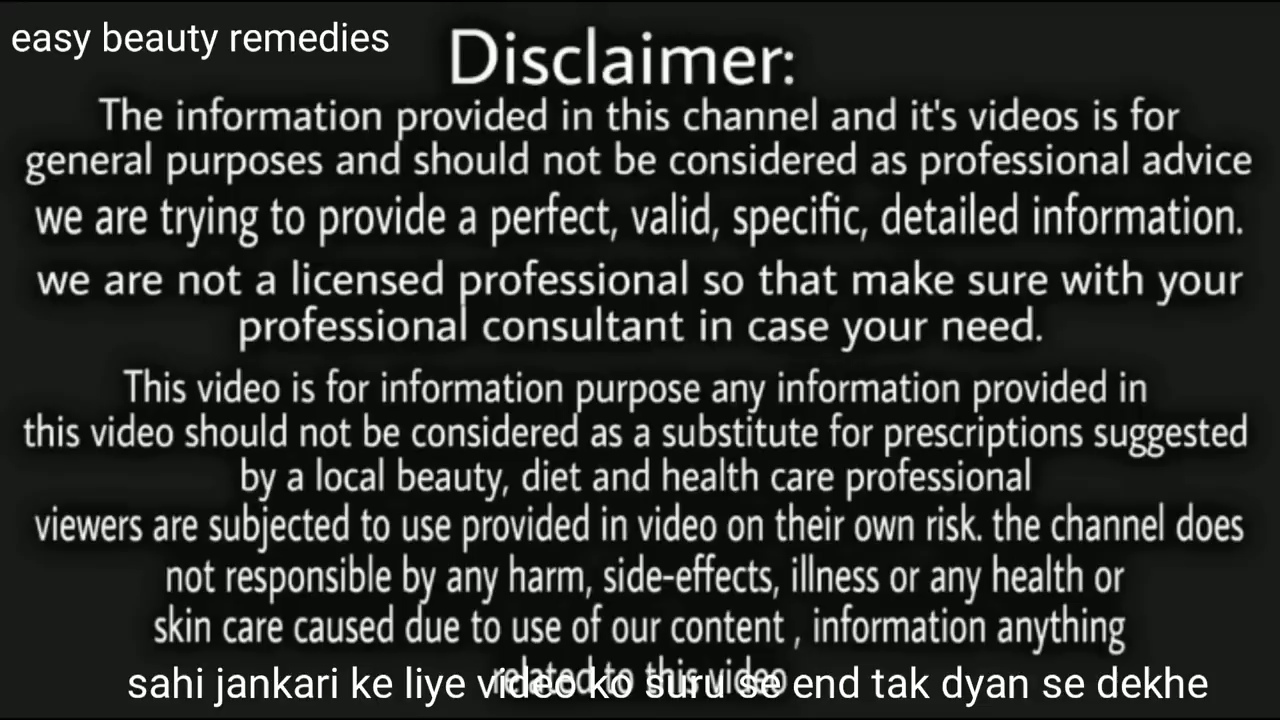 easy beauty remedies
Disclaimer:
The information provided in this channel and it's videos is for
general purposes and should not be considered as professional advice
we are trying to provide a perfect, valid, specific, detailed information.
we are not a licensed professional so that make sure with your
professional consultant in case your need.
This video is for information purpose any information provided in
this video should not be considered as a substitute for prescriptions suggested
by a local beauty, diet and health care professional
viewers are subjected to use provided in video on their own risk. the channel does
not responsible by any harm, side-effects, illness or any health or
skin care caused due to use of our content , information anything
related to this video
sahi jankari ke liye video ko suru se end tak dyan se dekhe